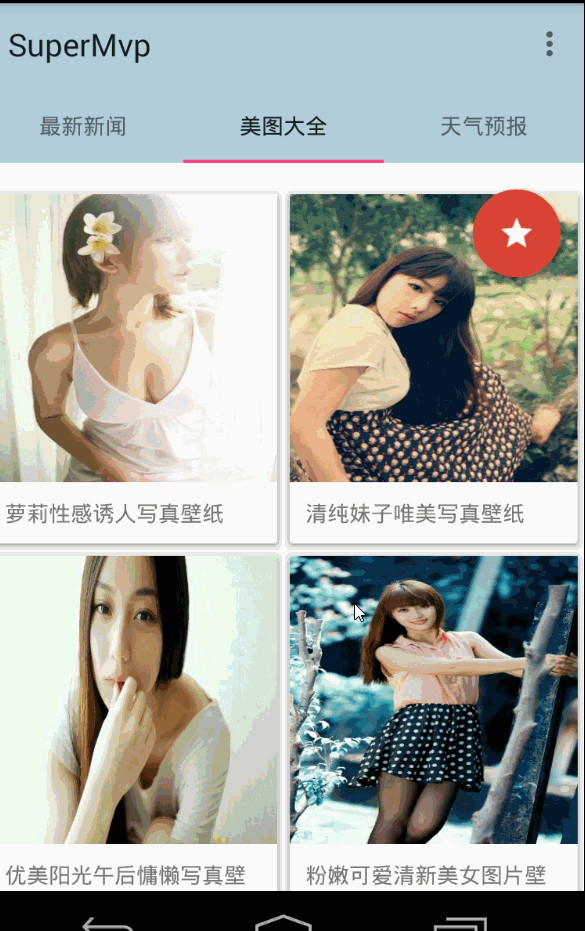 SuperMvp
最新新闻 美图大全 天气预报
萝莉性感诱人写真壁纸
清纯妹子唯美写真壁纸
优美阳光午后慵懒写真壁
粉嫩可爱清新美女图片壁